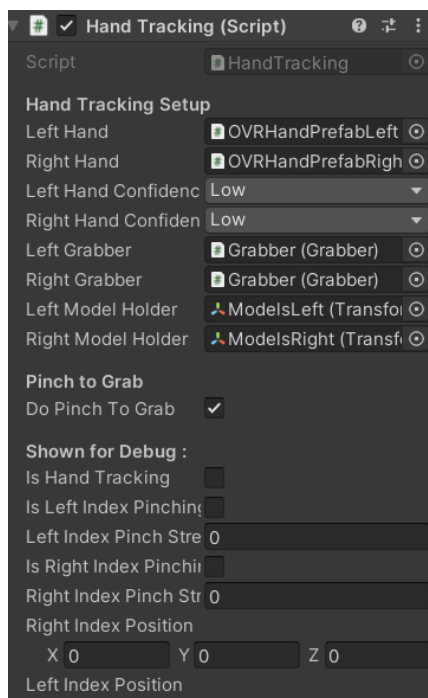 # Hand Tracking (Script)
Script # HandTracking
Hand Tracking Setup
Left Hand # OVRHandPrefabLeft
Right Hand # OVRHandPrefabRigh
Left Hand Confidenc Low
Right Hand Confiden Low
Left Grabber # Grabber (Grabber)
Right Grabber # Grabber (Grabber)
Left Model Holder ModelsLeft (Transfor
Right Model Holder ModelsRight (Transf
Pinch to Grab
Do Pinch To Grab
Shown for Debug :
Is Hand Tracking
Is Left Index Pinching
Left Index Pinch Stre 0
Is Right Index Pinchin
Right Index Pinch Str 0
Right Index Position
X 0 Y 0 Z 0
Left Index Position